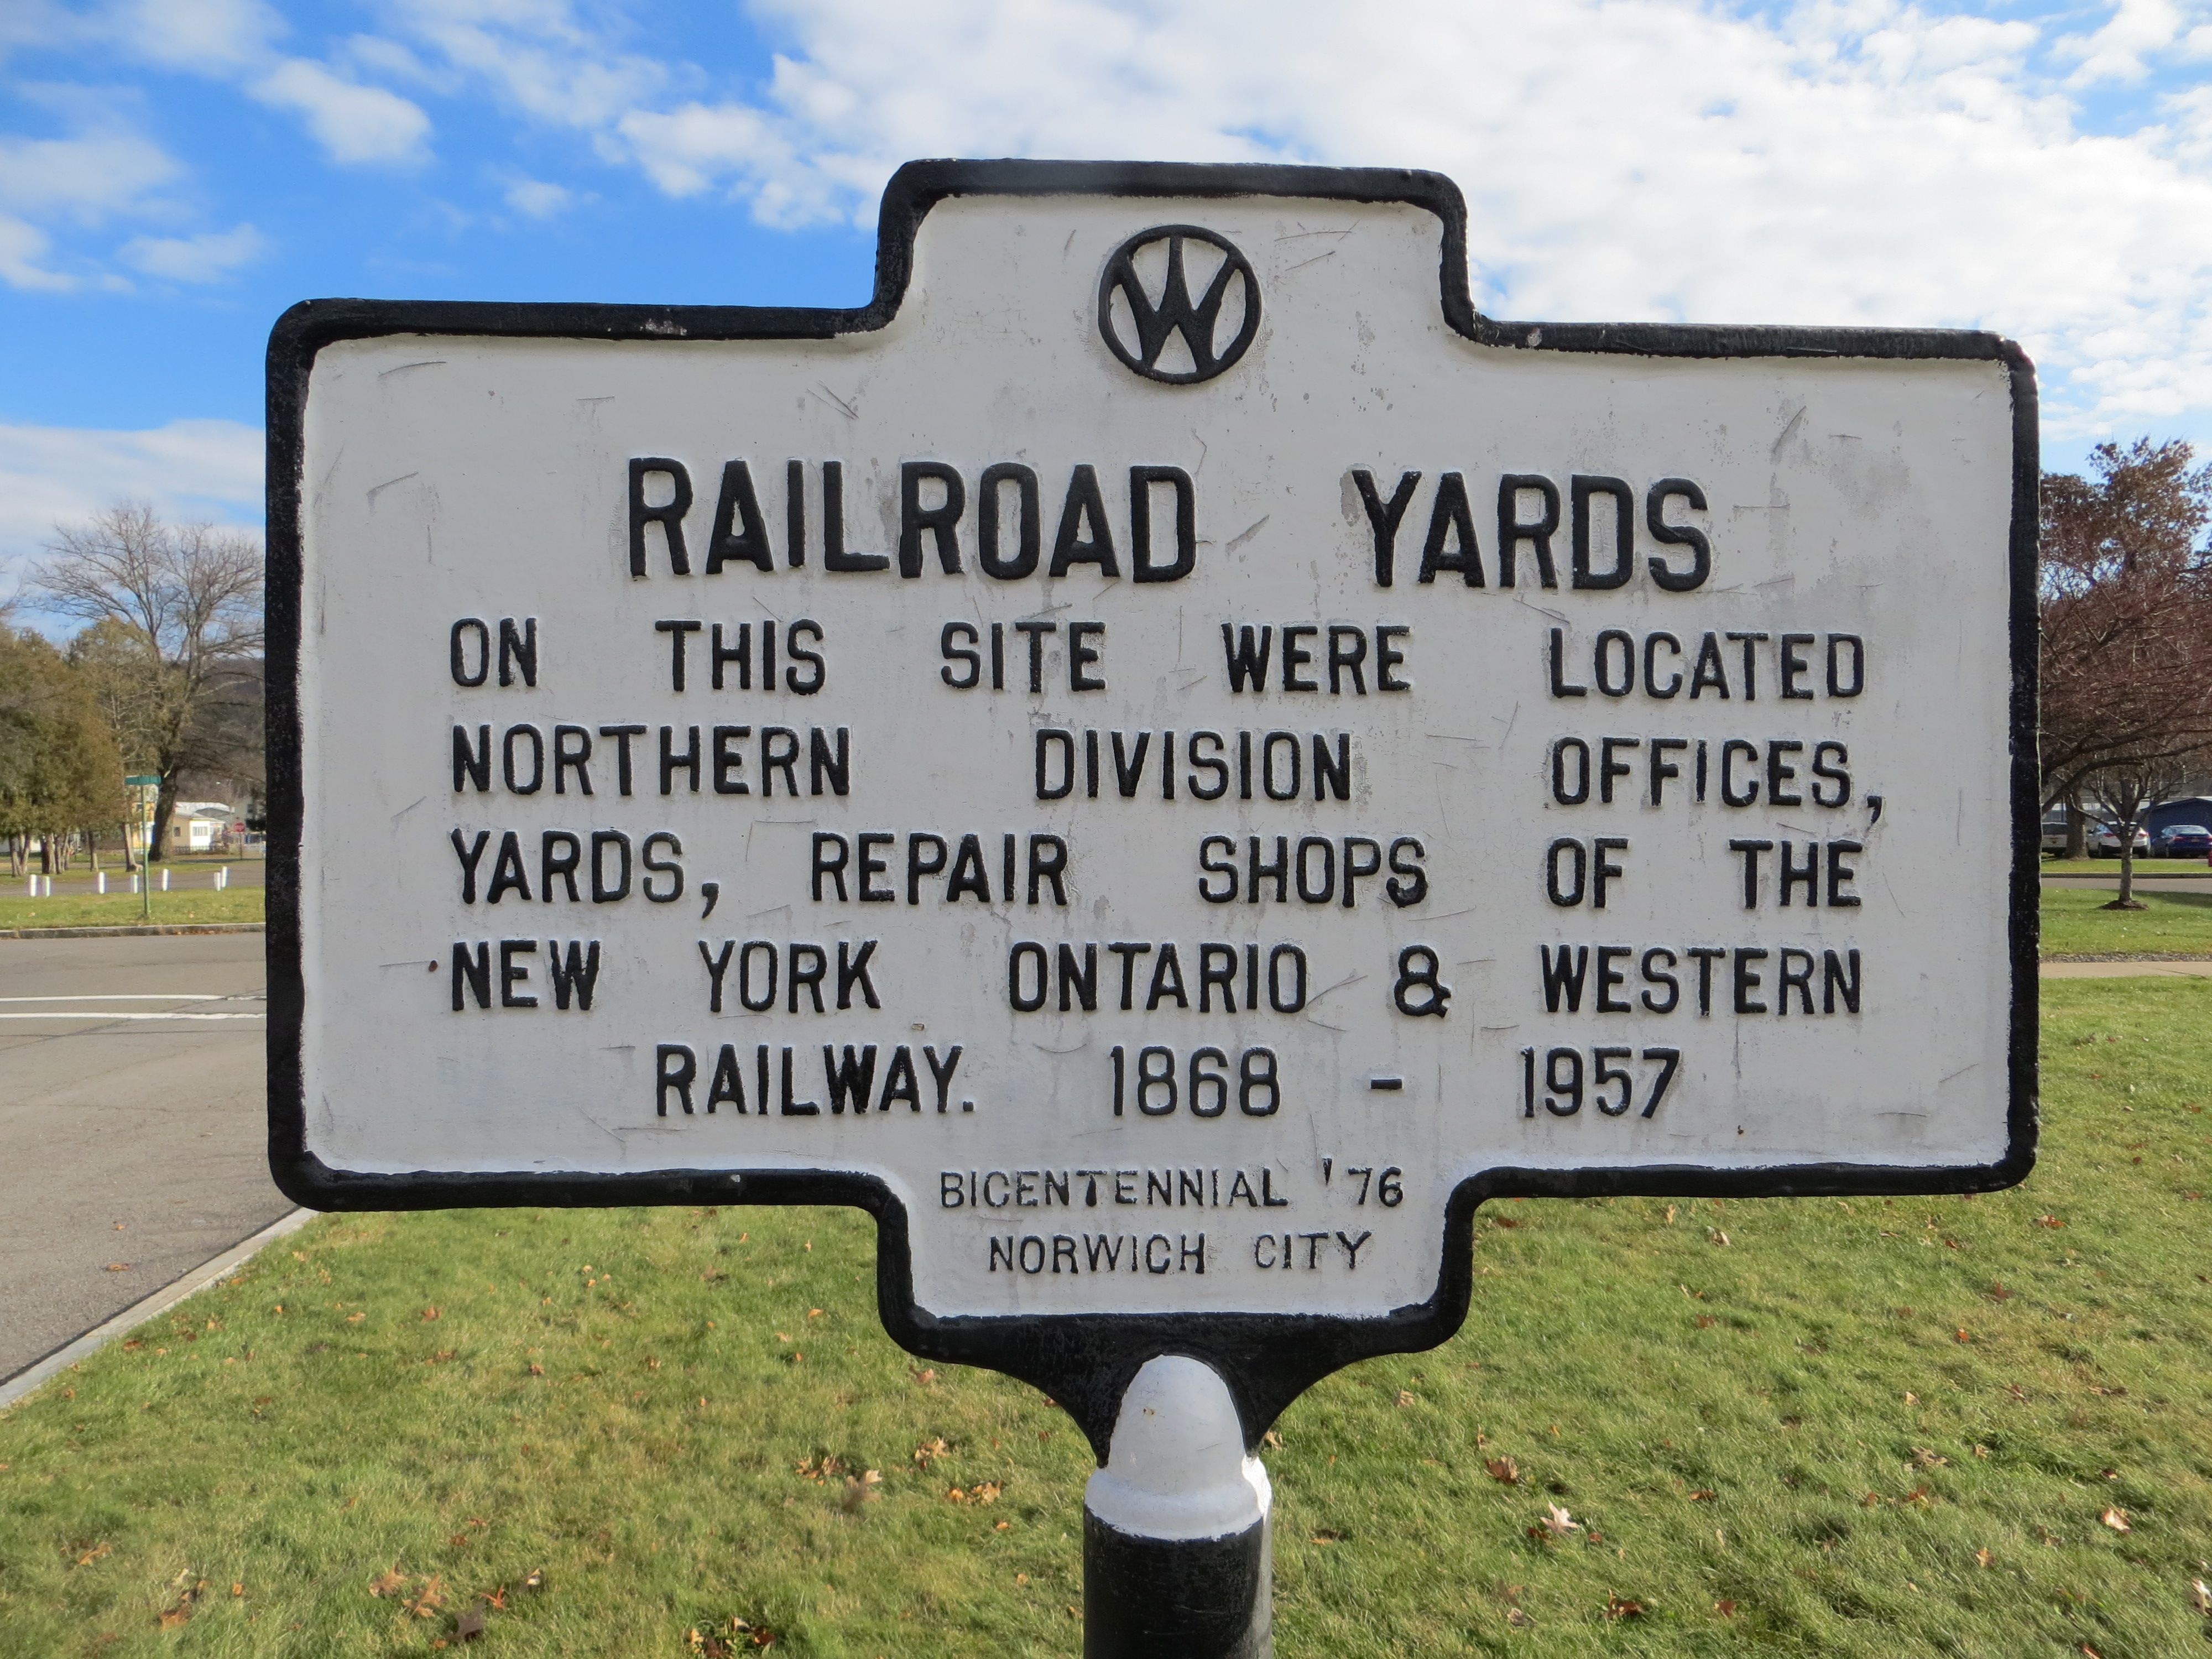 W
RAILROAD YARDS
ON THIS SITE WERE LOCATED
NORTHERN DIVISION OFFICES,
YARDS, REPAIR SHOPS OF THE
NEW YORK ONTARIO & WESTERN
RAILWAY. 1868 - 1957
BICENTENNIAL '76
NORWICH CITY